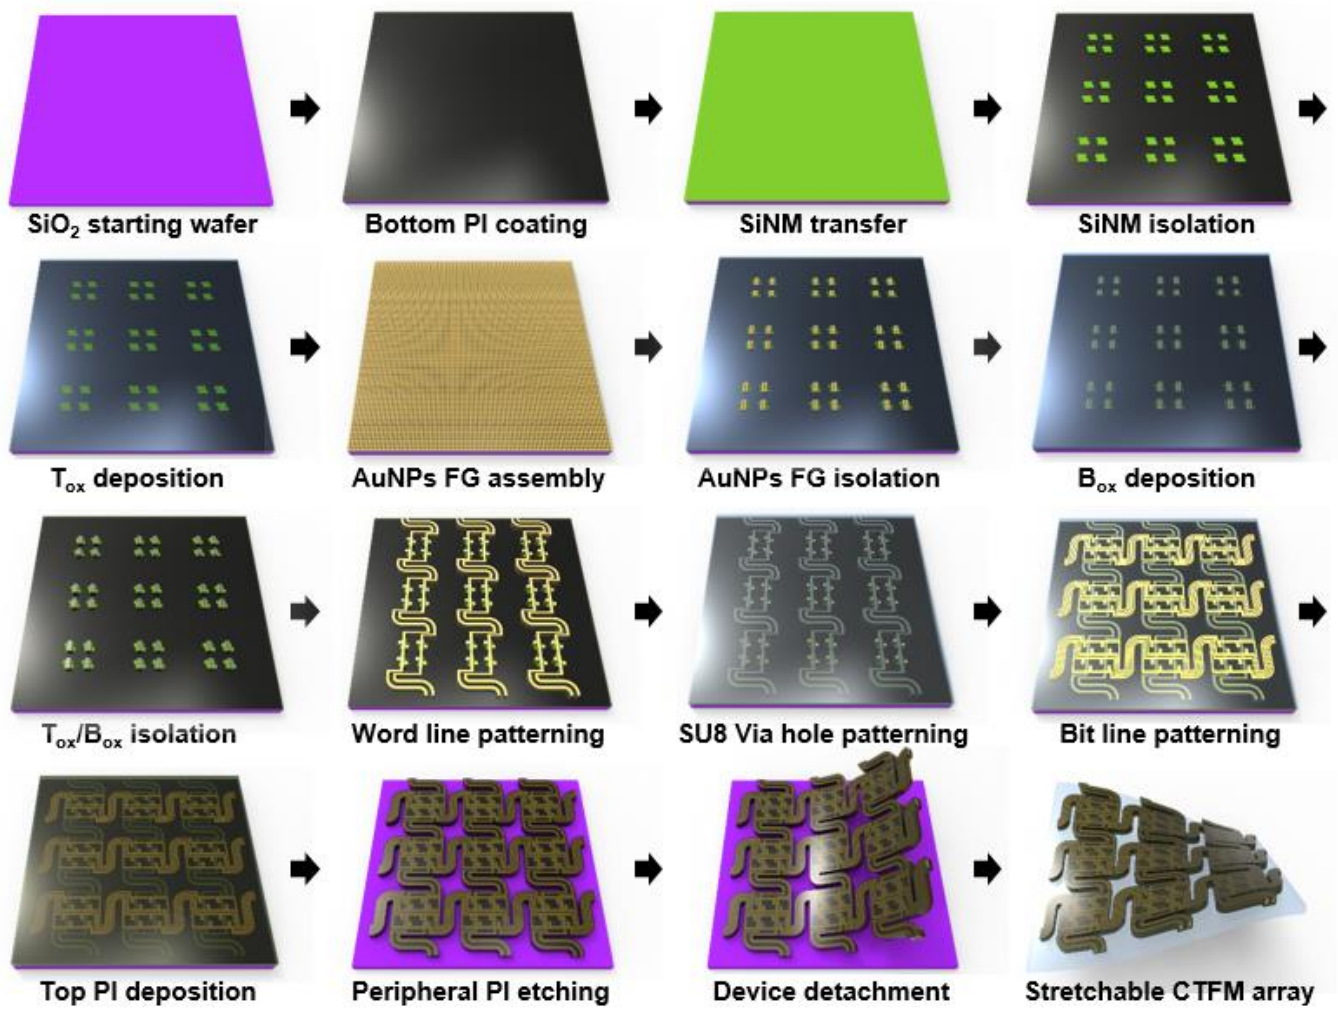 SiO₂ starting wafer
Bottom PI coating
SiNM transfer
SiNM isolation
Tₒₓ deposition
AuNPs FG assembly
AuNPs FG isolation
Bₒₓ deposition
Tₒₓ/Bₒₓ isolation
Word line patterning
SU8 Via hole patterning
Bit line patterning
Top PI deposition
Peripheral PI etching
Device detachment
Stretchable CTFM array